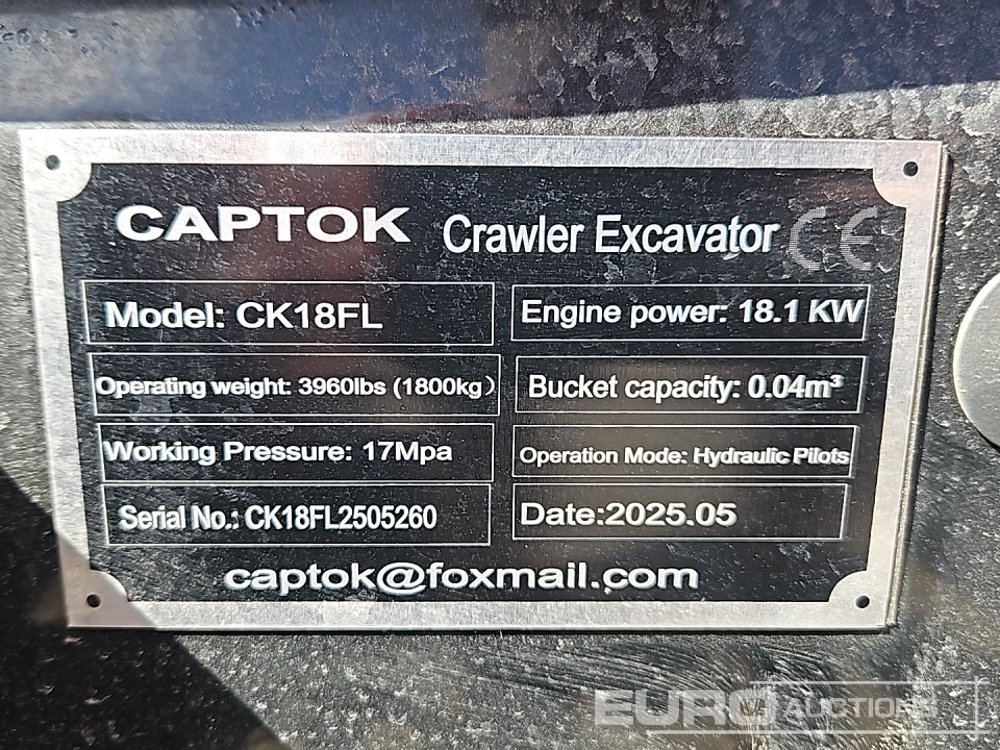 CAPTOK Crawler Excavator CE
Model: CK18FL
Engine power: 18.1 KW
Operating weight: 3960lbs (1800kg）
Bucket capacity: 0.04m³
Working Pressure: 17Mpa
Operation Mode: Hydraulic Pilots
Serial No.: CK18FL2505260
Date:2025.05
captok@foxmail.com
EURO AUCTIONS